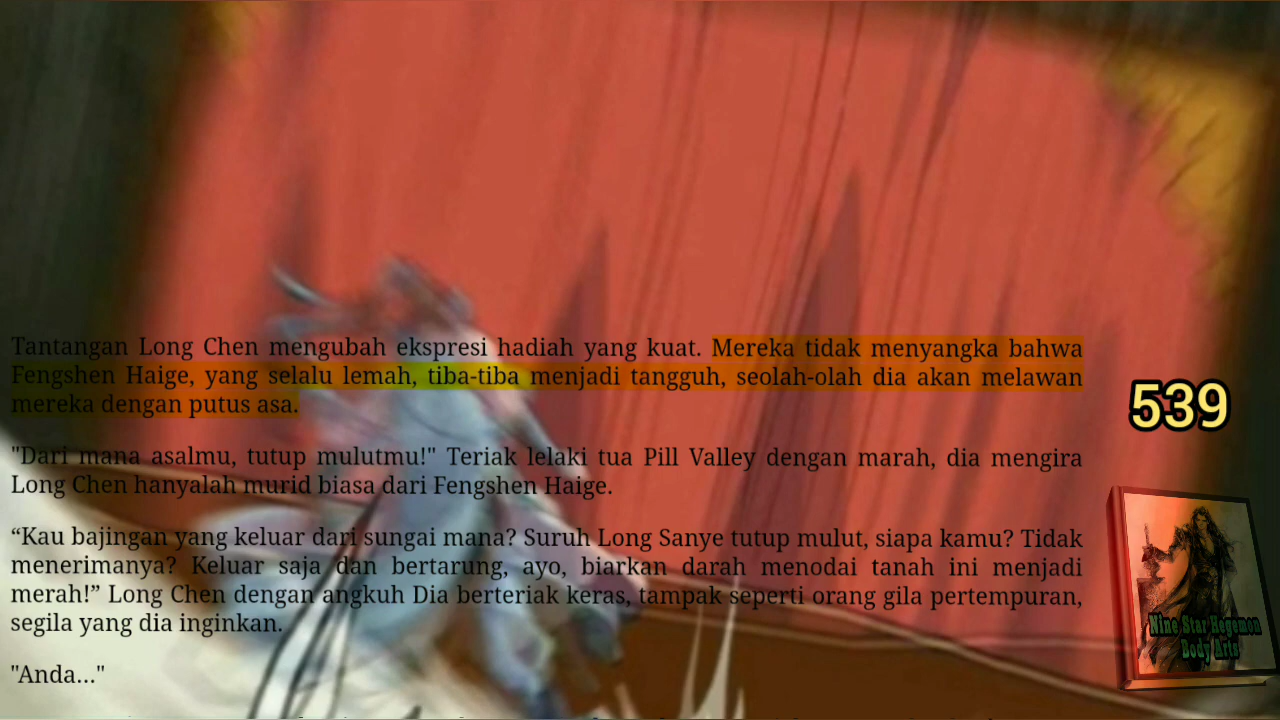 Tantangan Long Chen mengubah ekspresi hadiah yang kuat. Mereka tidak menyangka bahwa
Fengshen Haige, yang selalu lemah, tiba-tiba menjadi tangguh, seolah-olah dia akan melawan
mereka dengan putus asa.
"Dari mana asalmu, tutup mulutmu!" Teriak lelaki tua Pill Valley dengan marah, dia mengira
Long Chen hanyalah murid biasa dari Fengshen Haige.
“Kau bajingan yang keluar dari sungai mana? Suruh Long Sanye tutup mulut, siapa kamu? Tidak
menerimanya? Keluar saja dan bertarung, ayo, biarkan darah menodai tanah ini menjadi
merah!” Long Chen dengan angkuh Dia berteriak keras, tampak seperti orang gila pertempuran,
segila yang dia inginkan.
"Anda..."
539
Nine Star Hegemon
Body Arts